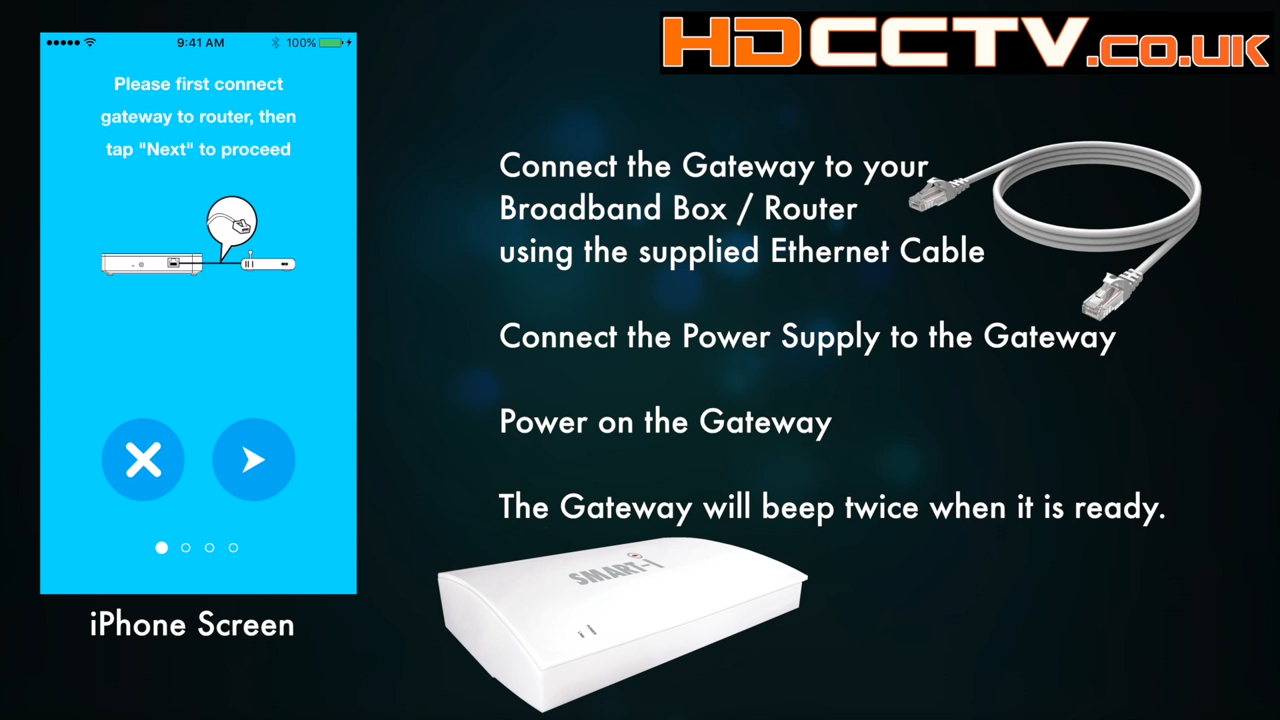 9:41 AM
100%
Please first connect
gateway to router, then
tap "Next" to proceed
iPhone Screen
HDCCTV.co.uk
Connect the Gateway to your
Broadband Box / Router
using the supplied Ethernet Cable
Connect the Power Supply to the Gateway
Power on the Gateway
The Gateway will beep twice when it is ready.
SMART-i